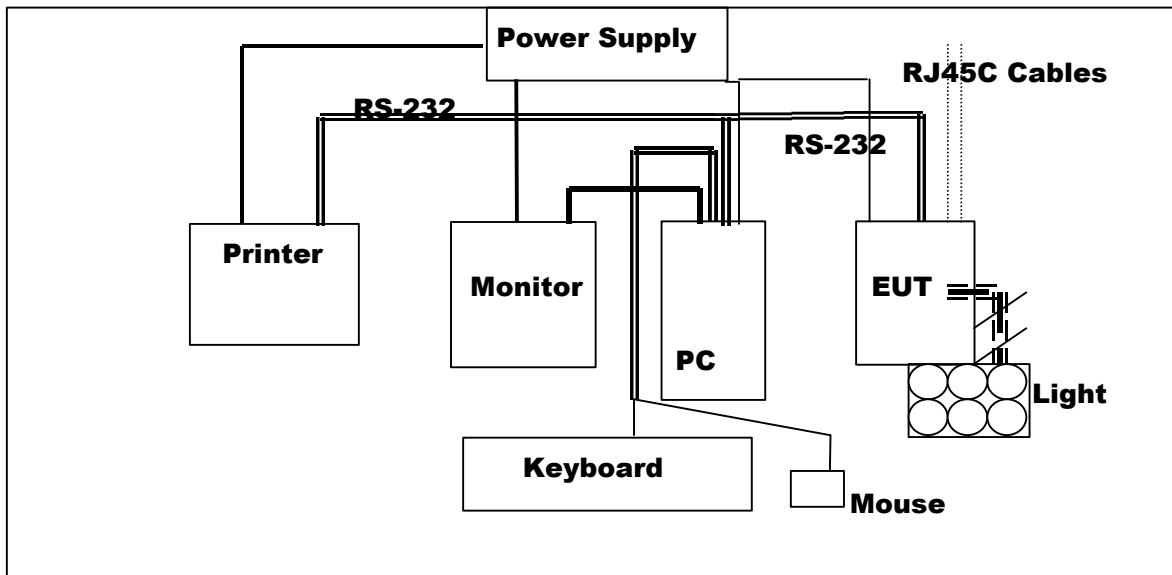 Power Supply
RJ45C Cables
RS-232
RS-232
Printer
Monitor
EUT
PC
Light
Keyboard
Mouse